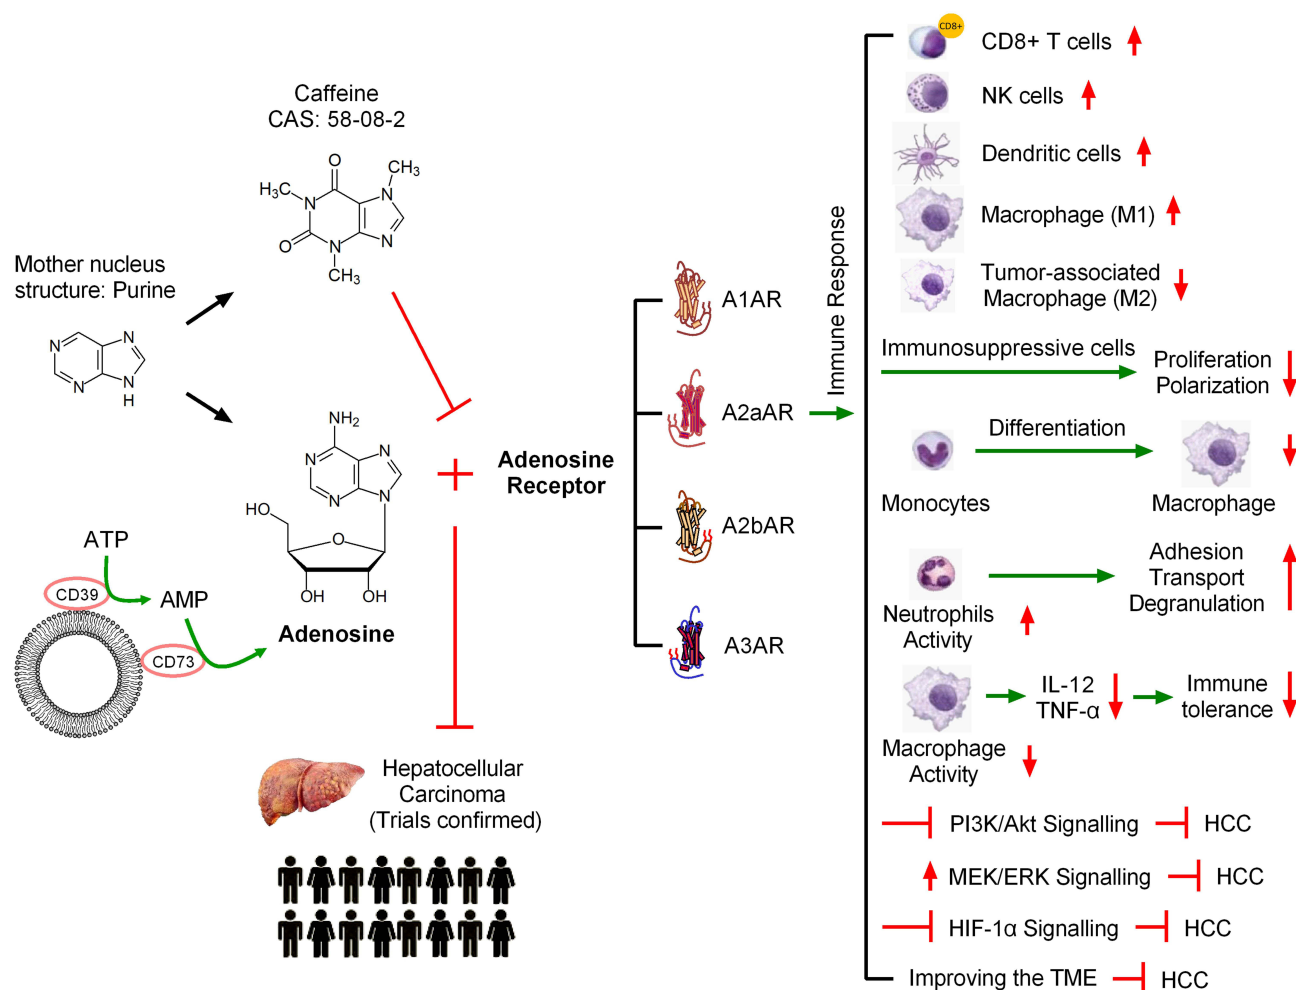 Caffeine
CAS: 58-08-2
O
CH₃
H₃C
N
N
O
N
N
CH₃
Mother nucleus
structure: Purine
N
N
N
N
H
NH₂
N
N
N
N
HO
O
OH
OH
Adenosine
ATP
CD39
AMP
CD73
Hepatocellular
Carcinoma
(Trials confirmed)
Adenosine
Receptor
A1AR
A2aAR
A2bAR
A3AR
Immune Response
CD8+
CD8+ T cells
NK cells
Dendritic cells
Macrophage (M1)
Tumor-associated
Macrophage (M2)
Immunosuppressive cells
Proliferation
Polarization
Differentiation
Monocytes
Macrophage
Neutrophils
Activity
Adhesion
Transport
Degranulation
Macrophage
Activity
IL-12
TNF-α
Immune
tolerance
PI3K/Akt Signalling
HCC
MEK/ERK Signalling
HCC
HIF-1α Signalling
HCC
Improving the TME
HCC